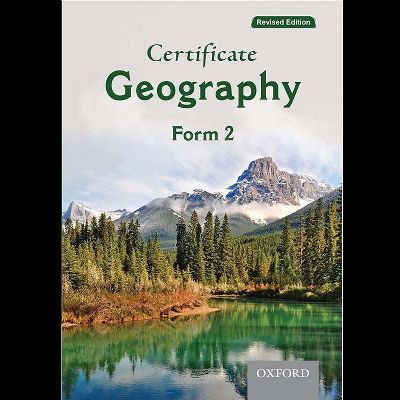 Revised Edition
Certificate
Geography
Form 2
OXFORD